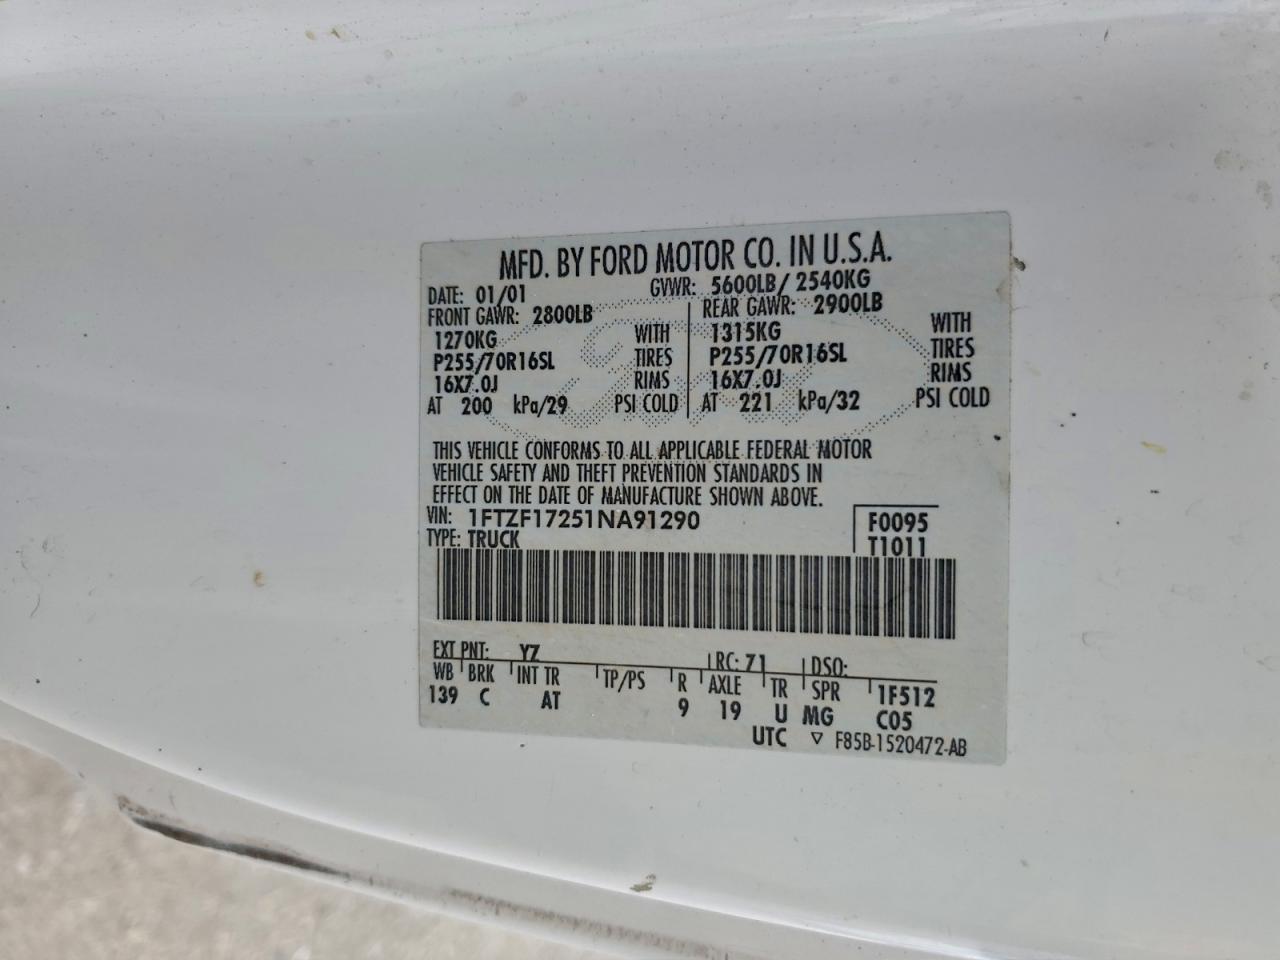 MFD. BY FORD MOTOR CO. IN U.S.A.
DATE: 01/01 GVWR: 5600LB/ 2540KG
FRONT GAWR: 2800LB REAR GAWR: 2900LB
1270KG WITH 1315KG WITH
P255/70R16SL TIRES P255/70R16SL TIRES
16X7.0J RIMS 16X7.0J RIMS
AT 200 kPa/29 PSI COLD AT 221 kPa/32 PSI COLD
THIS VEHICLE CONFORMS TO ALL APPLICABLE FEDERAL MOTOR
VEHICLE SAFETY AND THEFT PREVENTION STANDARDS IN
EFFECT ON THE DATE OF MANUFACTURE SHOWN ABOVE.
VIN: 1FTZF17251NA91290 F0095
TYPE: TRUCK T1011
EXT PNT: YZ RC: 71 DSO:
WB BRK INT TR TP/PS R AXLE TR SPR 1F512
139 C AT 9 19 U MG C05
UTC ▽ F85B-1520472-AB